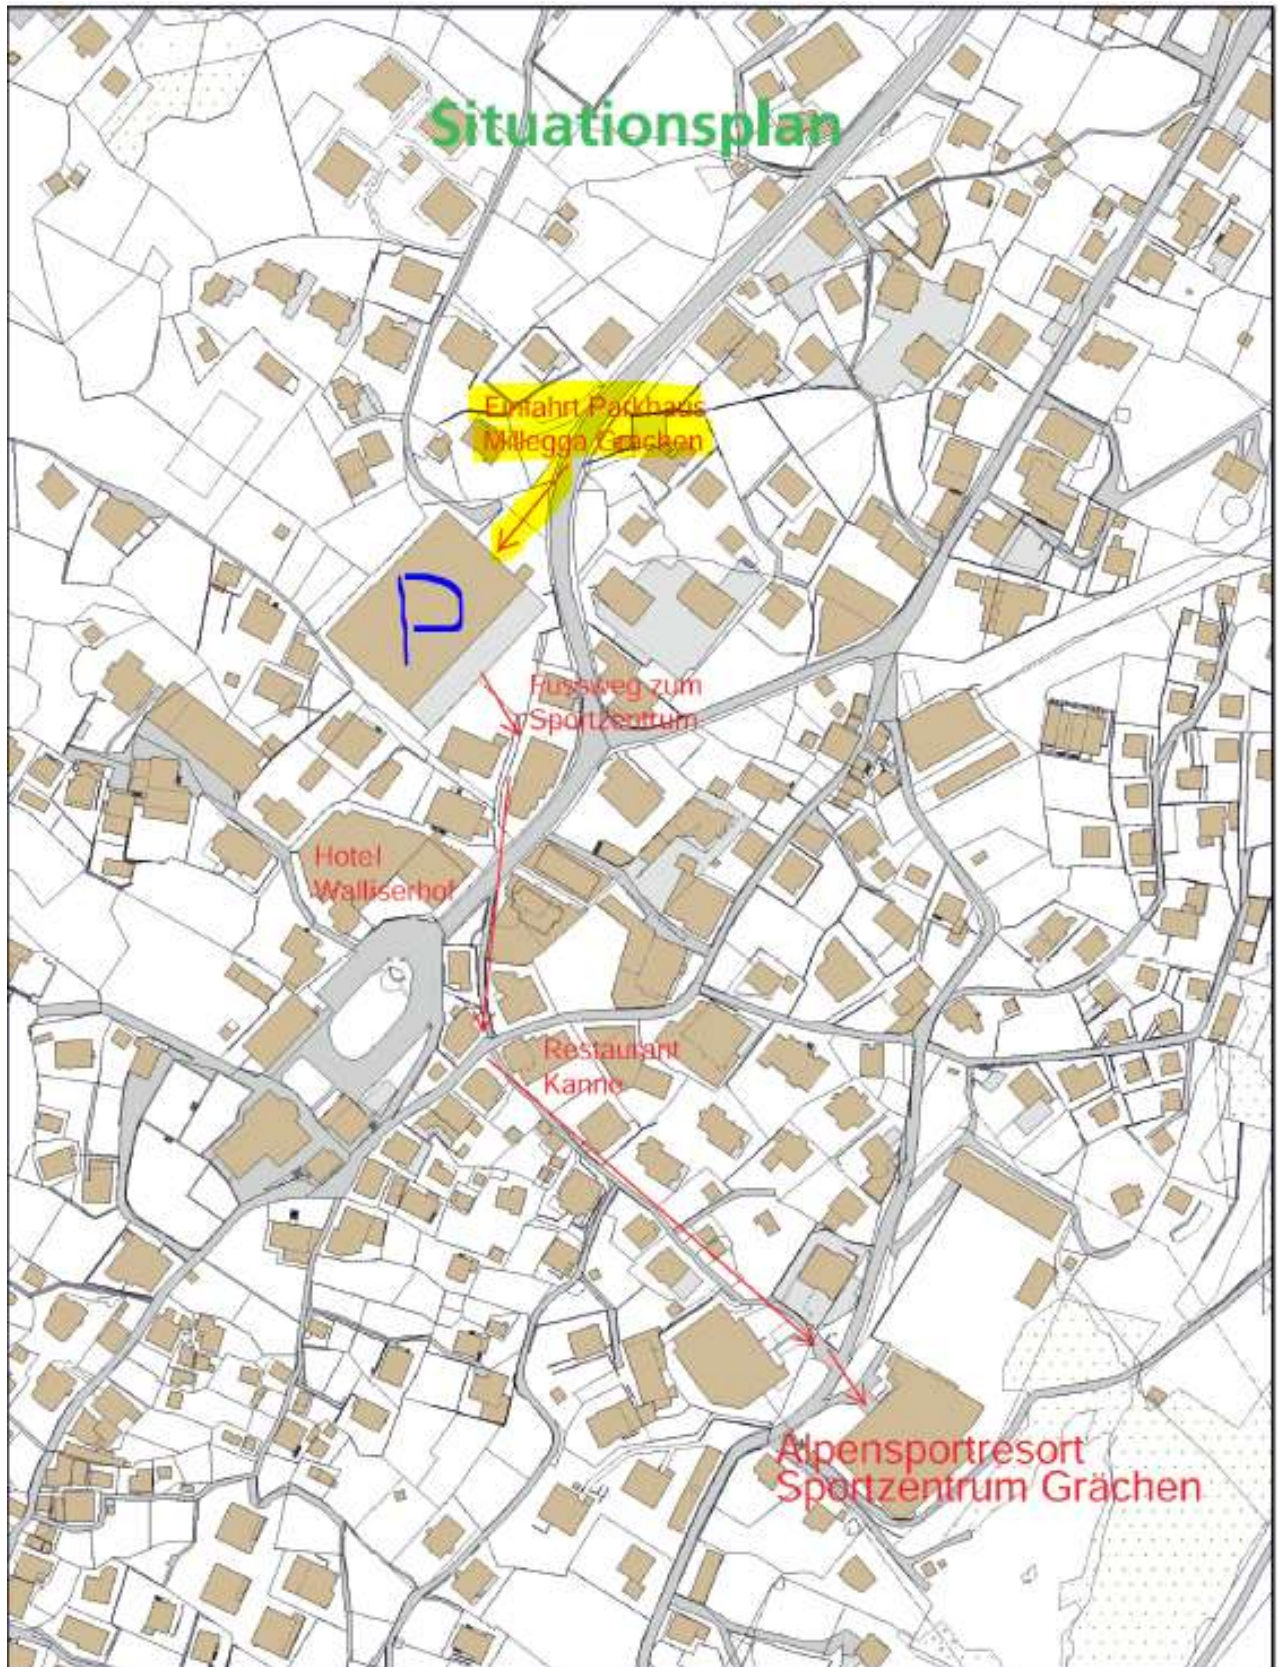 Situationsplan
Einfahrt Parkhaus
Millegga Grächen
P
Fussweg zum
Sportzentrum
Hotel
Walliserhof
Restaurant
Kanne
Alpensportresort
Sportzentrum Grächen